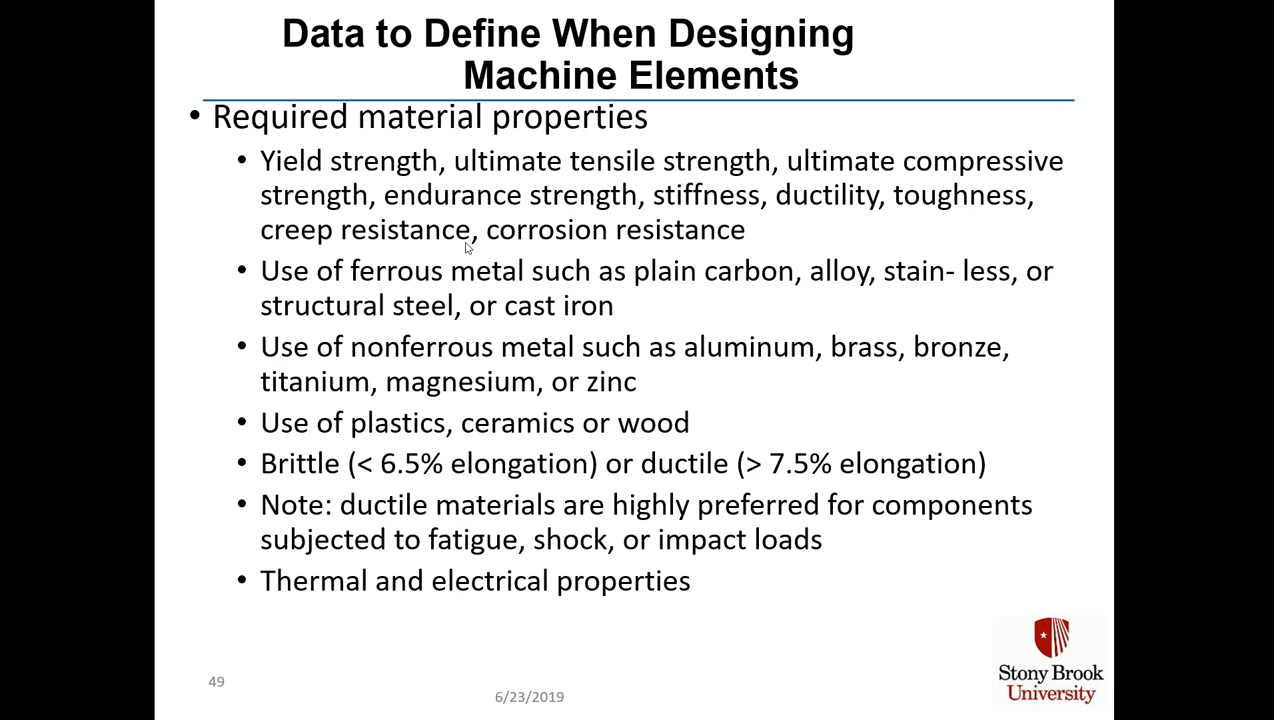 Data to Define When Designing
Machine Elements
• Required material properties
• Yield strength, ultimate tensile strength, ultimate compressive
strength, endurance strength, stiffness, ductility, toughness,
creep resistance, corrosion resistance
• Use of ferrous metal such as plain carbon, alloy, stain- less, or
structural steel, or cast iron
• Use of nonferrous metal such as aluminum, brass, bronze,
titanium, magnesium, or zinc
• Use of plastics, ceramics or wood
• Brittle (< 6.5% elongation) or ductile (> 7.5% elongation)
• Note: ductile materials are highly preferred for components
subjected to fatigue, shock, or impact loads
• Thermal and electrical properties
49
6/23/2019
Stony Brook
University